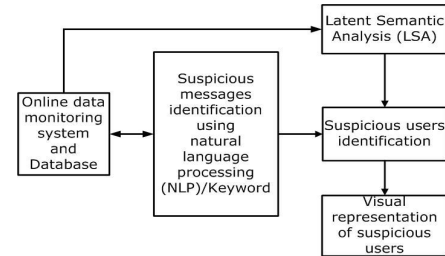 Latent Semantic
Analysis (LSA)
Suspicious
messages
identification
using
natural
language
processing
(NLP)/Keyword
Online data
monitoring
system
and
Database
Suspicious users
identification
Visual
representation
of suspicious
users